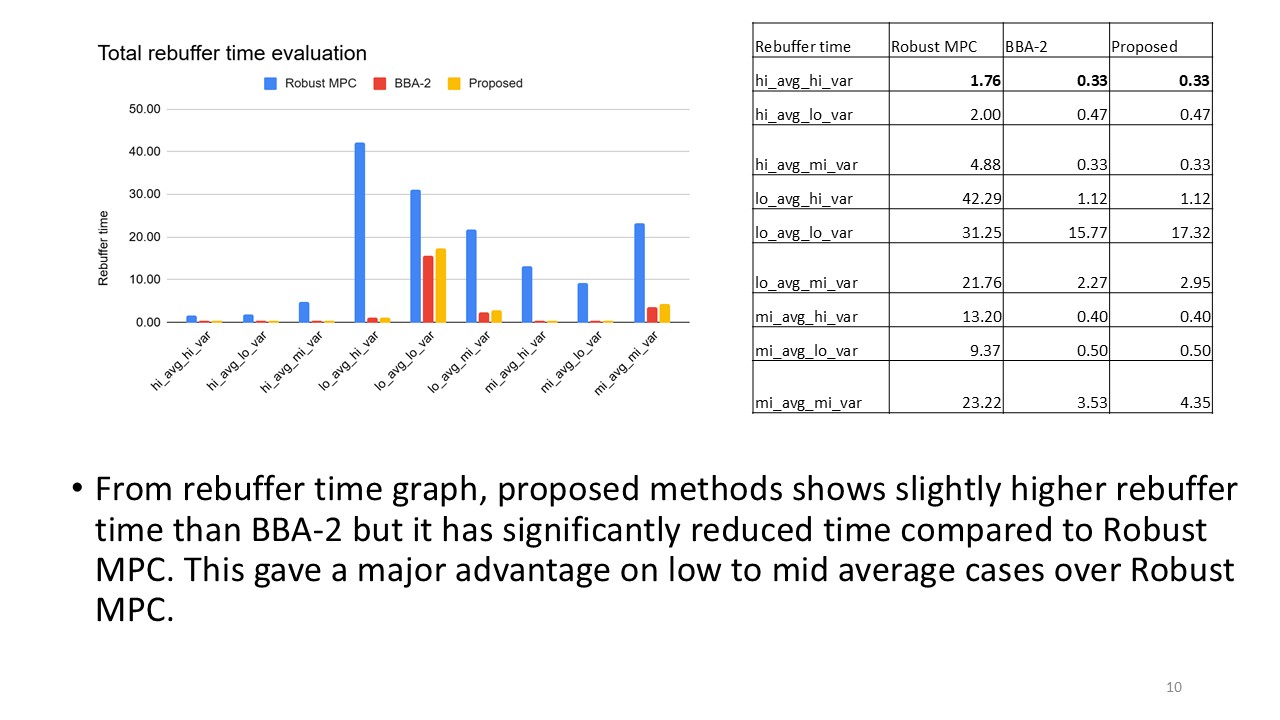 Total rebuffer time evaluation
Robust MPC BBA-2 Proposed
50.00
40.00
30.00
20.00
10.00
0.00
Rebuffer time
hi_avg_hi_var
hi_avg_lo_var
hi_avg_mi_var
lo_avg_hi_var
lo_avg_lo_var
lo_avg_mi_var
mi_avg_hi_var
mi_avg_lo_var
mi_avg_mi_var
Rebuffer time Robust MPC BBA-2 Proposed
hi_avg_hi_var 1.76 0.33 0.33
hi_avg_lo_var 2.00 0.47 0.47
hi_avg_mi_var 4.88 0.33 0.33
lo_avg_hi_var 42.29 1.12 1.12
lo_avg_lo_var 31.25 15.77 17.32
lo_avg_mi_var 21.76 2.27 2.95
mi_avg_hi_var 13.20 0.40 0.40
mi_avg_lo_var 9.37 0.50 0.50
mi_avg_mi_var 23.22 3.53 4.35
• From rebuffer time graph, proposed methods shows slightly higher rebuffer
time than BBA-2 but it has significantly reduced time compared to Robust
MPC. This gave a major advantage on low to mid average cases over Robust
MPC.
10